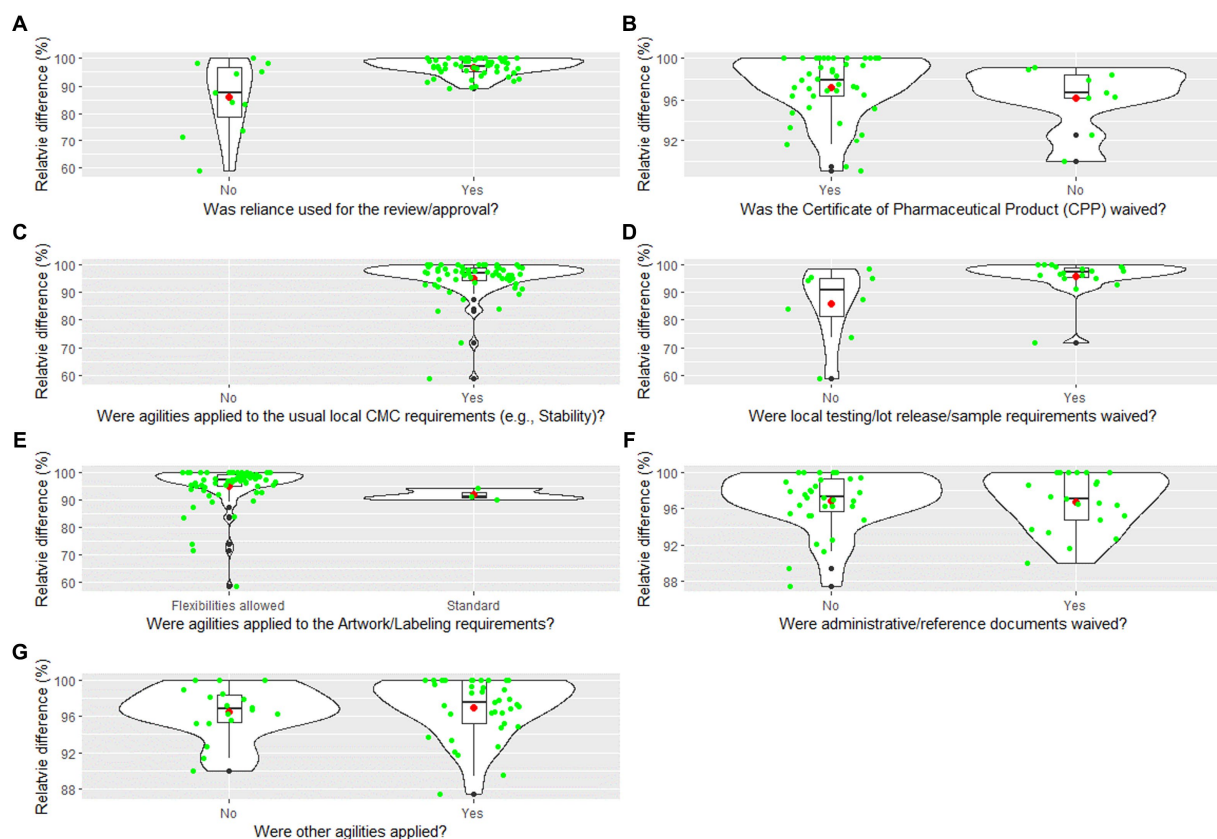 A
Relatvie difference (%)
100
90
80
70
60
No
Yes
Was reliance used for the review/approval?
B
Relatvie difference (%)
100
96
92
Yes
No
Was the Certificate of Pharmaceutical Product (CPP) waived?
C
Relatvie difference (%)
100
90
80
70
60
No
Yes
Were agilities applied to the usual local CMC requirements (e.g., Stability)?
D
Relatvie difference (%)
100
90
80
70
60
No
Yes
Were local testing/lot release/sample requirements waived?
E
Relatvie difference (%)
100
90
80
70
60
Flexibilities allowed
Standard
Were agilities applied to the Artwork/Labeling requirements?
F
Relatvie difference (%)
100
96
92
88
No
Yes
Were administrative/reference documents waived?
G
Relatvie difference (%)
100
96
92
88
No
Yes
Were other agilities applied?